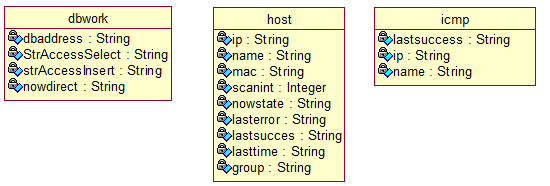 dbwork
dbaddress : String
StrAccessSelect : String
strAccessInsert : String
nowdirect : String
host
ip : String
name : String
mac : String
scanint : Integer
nowstate : String
lasterror : String
lastsucces : String
lasttime : String
group : String
icmp
lastsuccess : String
ip : String
name : String